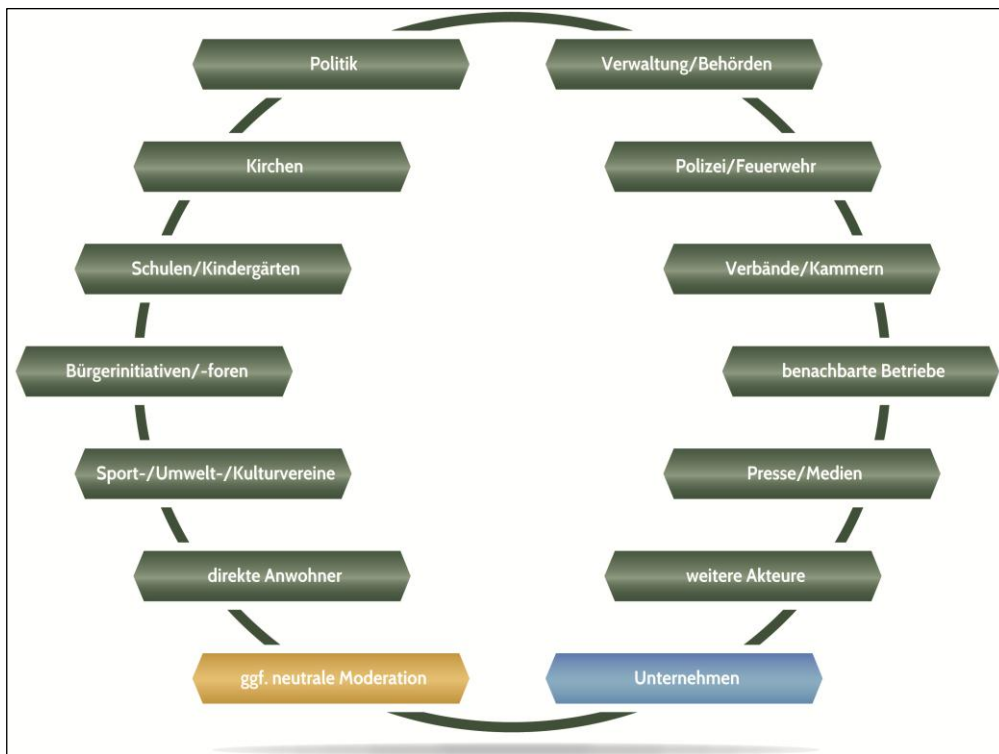 Politik
Verwaltung/Behörden
Kirchen
Polizei/Feuerwehr
Schulen/Kindergärten
Verbände/Kammern
Bürgerinitiativen/-foren
benachbarte Betriebe
Sport-/Umwelt-/Kulturvereine
Presse/Medien
direkte Anwohner
weitere Akteure
ggf. neutrale Moderation
Unternehmen